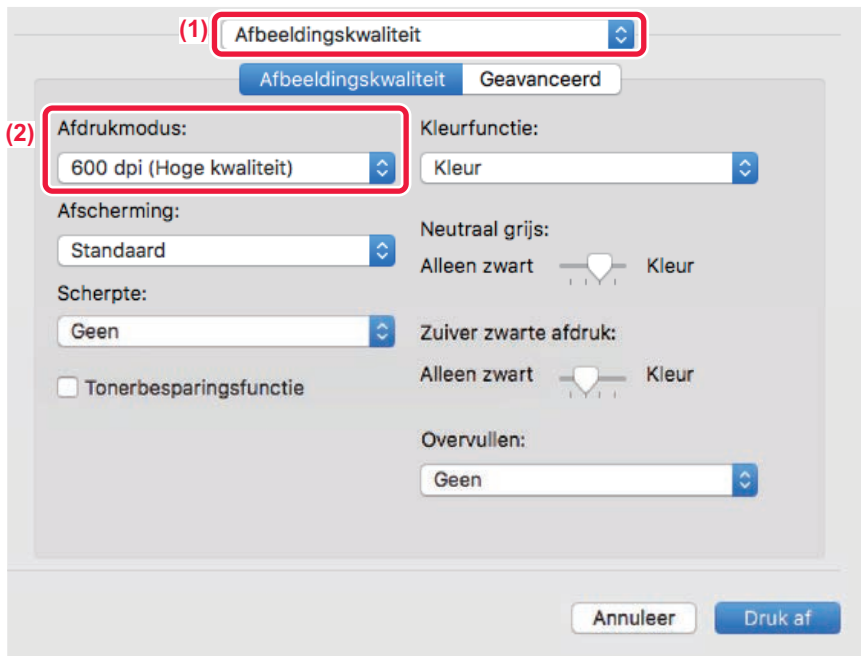 (1) Afbeeldingskwaliteit
Afbeeldingskwaliteit Geavanceerd
(2) Afdrukmodus:
600 dpi (Hoge kwaliteit)
Afscherming:
Standaard
Scherpte:
Geen
Tonerbesparingsfunctie
Kleurfunctie:
Kleur
Neutraal grijs:
Alleen zwart Kleur
Zuiver zwarte afdruk:
Alleen zwart Kleur
Overvullen:
Geen
Annuleer Druk af